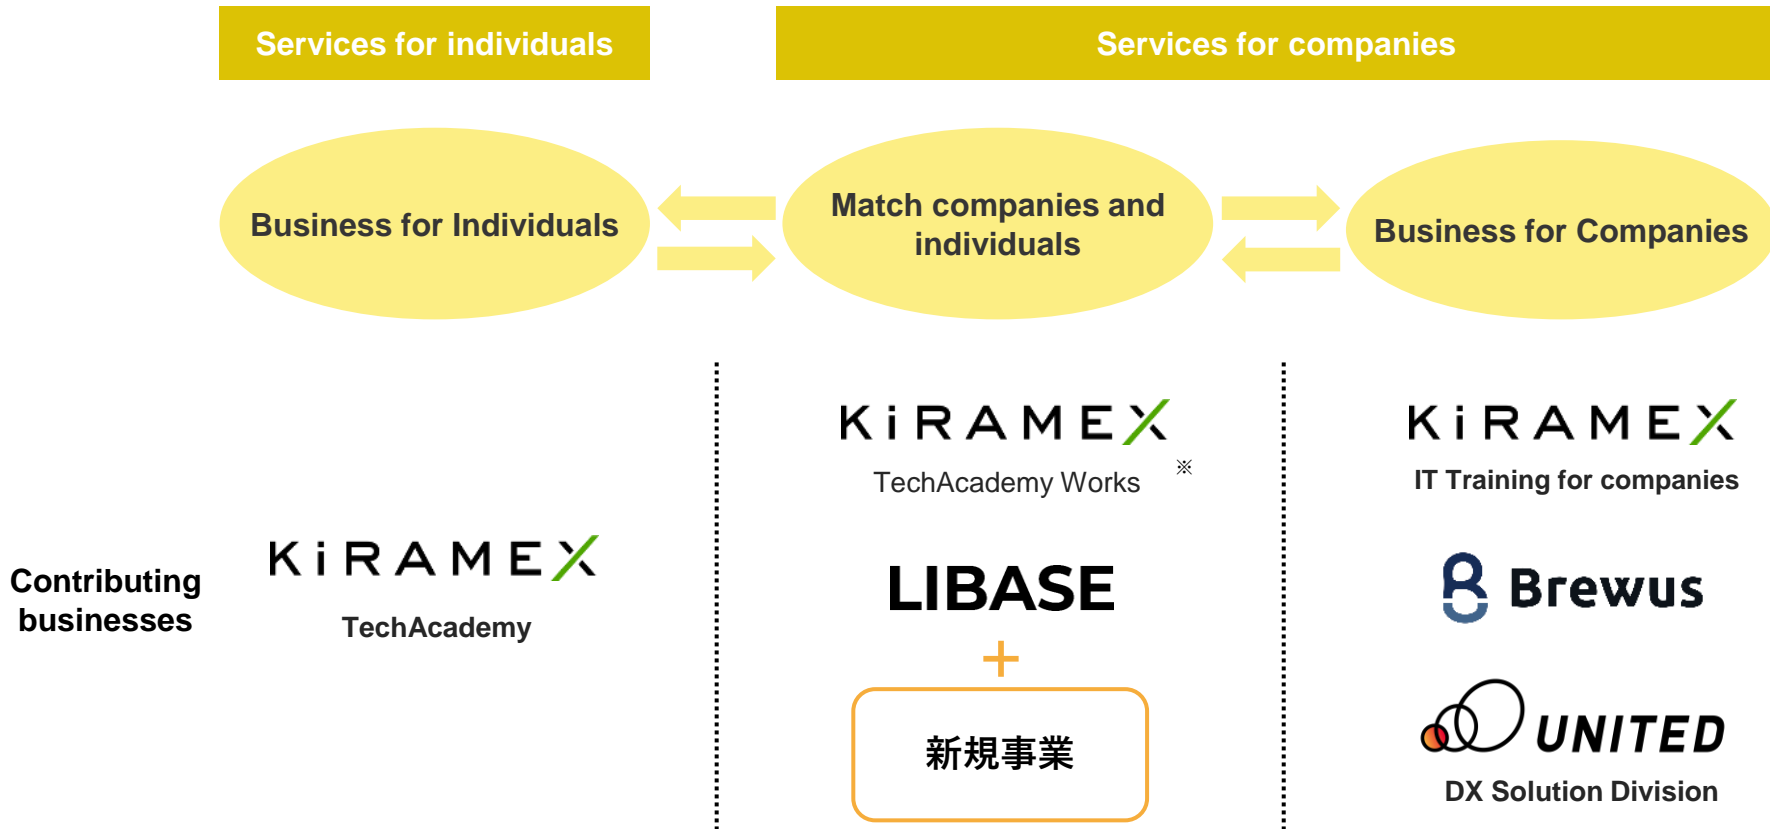 Services for individuals
Services for companies
Business for Individuals
Match companies and
individuals
Business for Companies
Contributing
businesses
KiRAMEX
TechAcademy
KiRAMEX
TechAcademy Works ※
LIBASE
+
新規事業
KiRAMEX
IT Training for companies
Brewus
UNITED
DX Solution Division